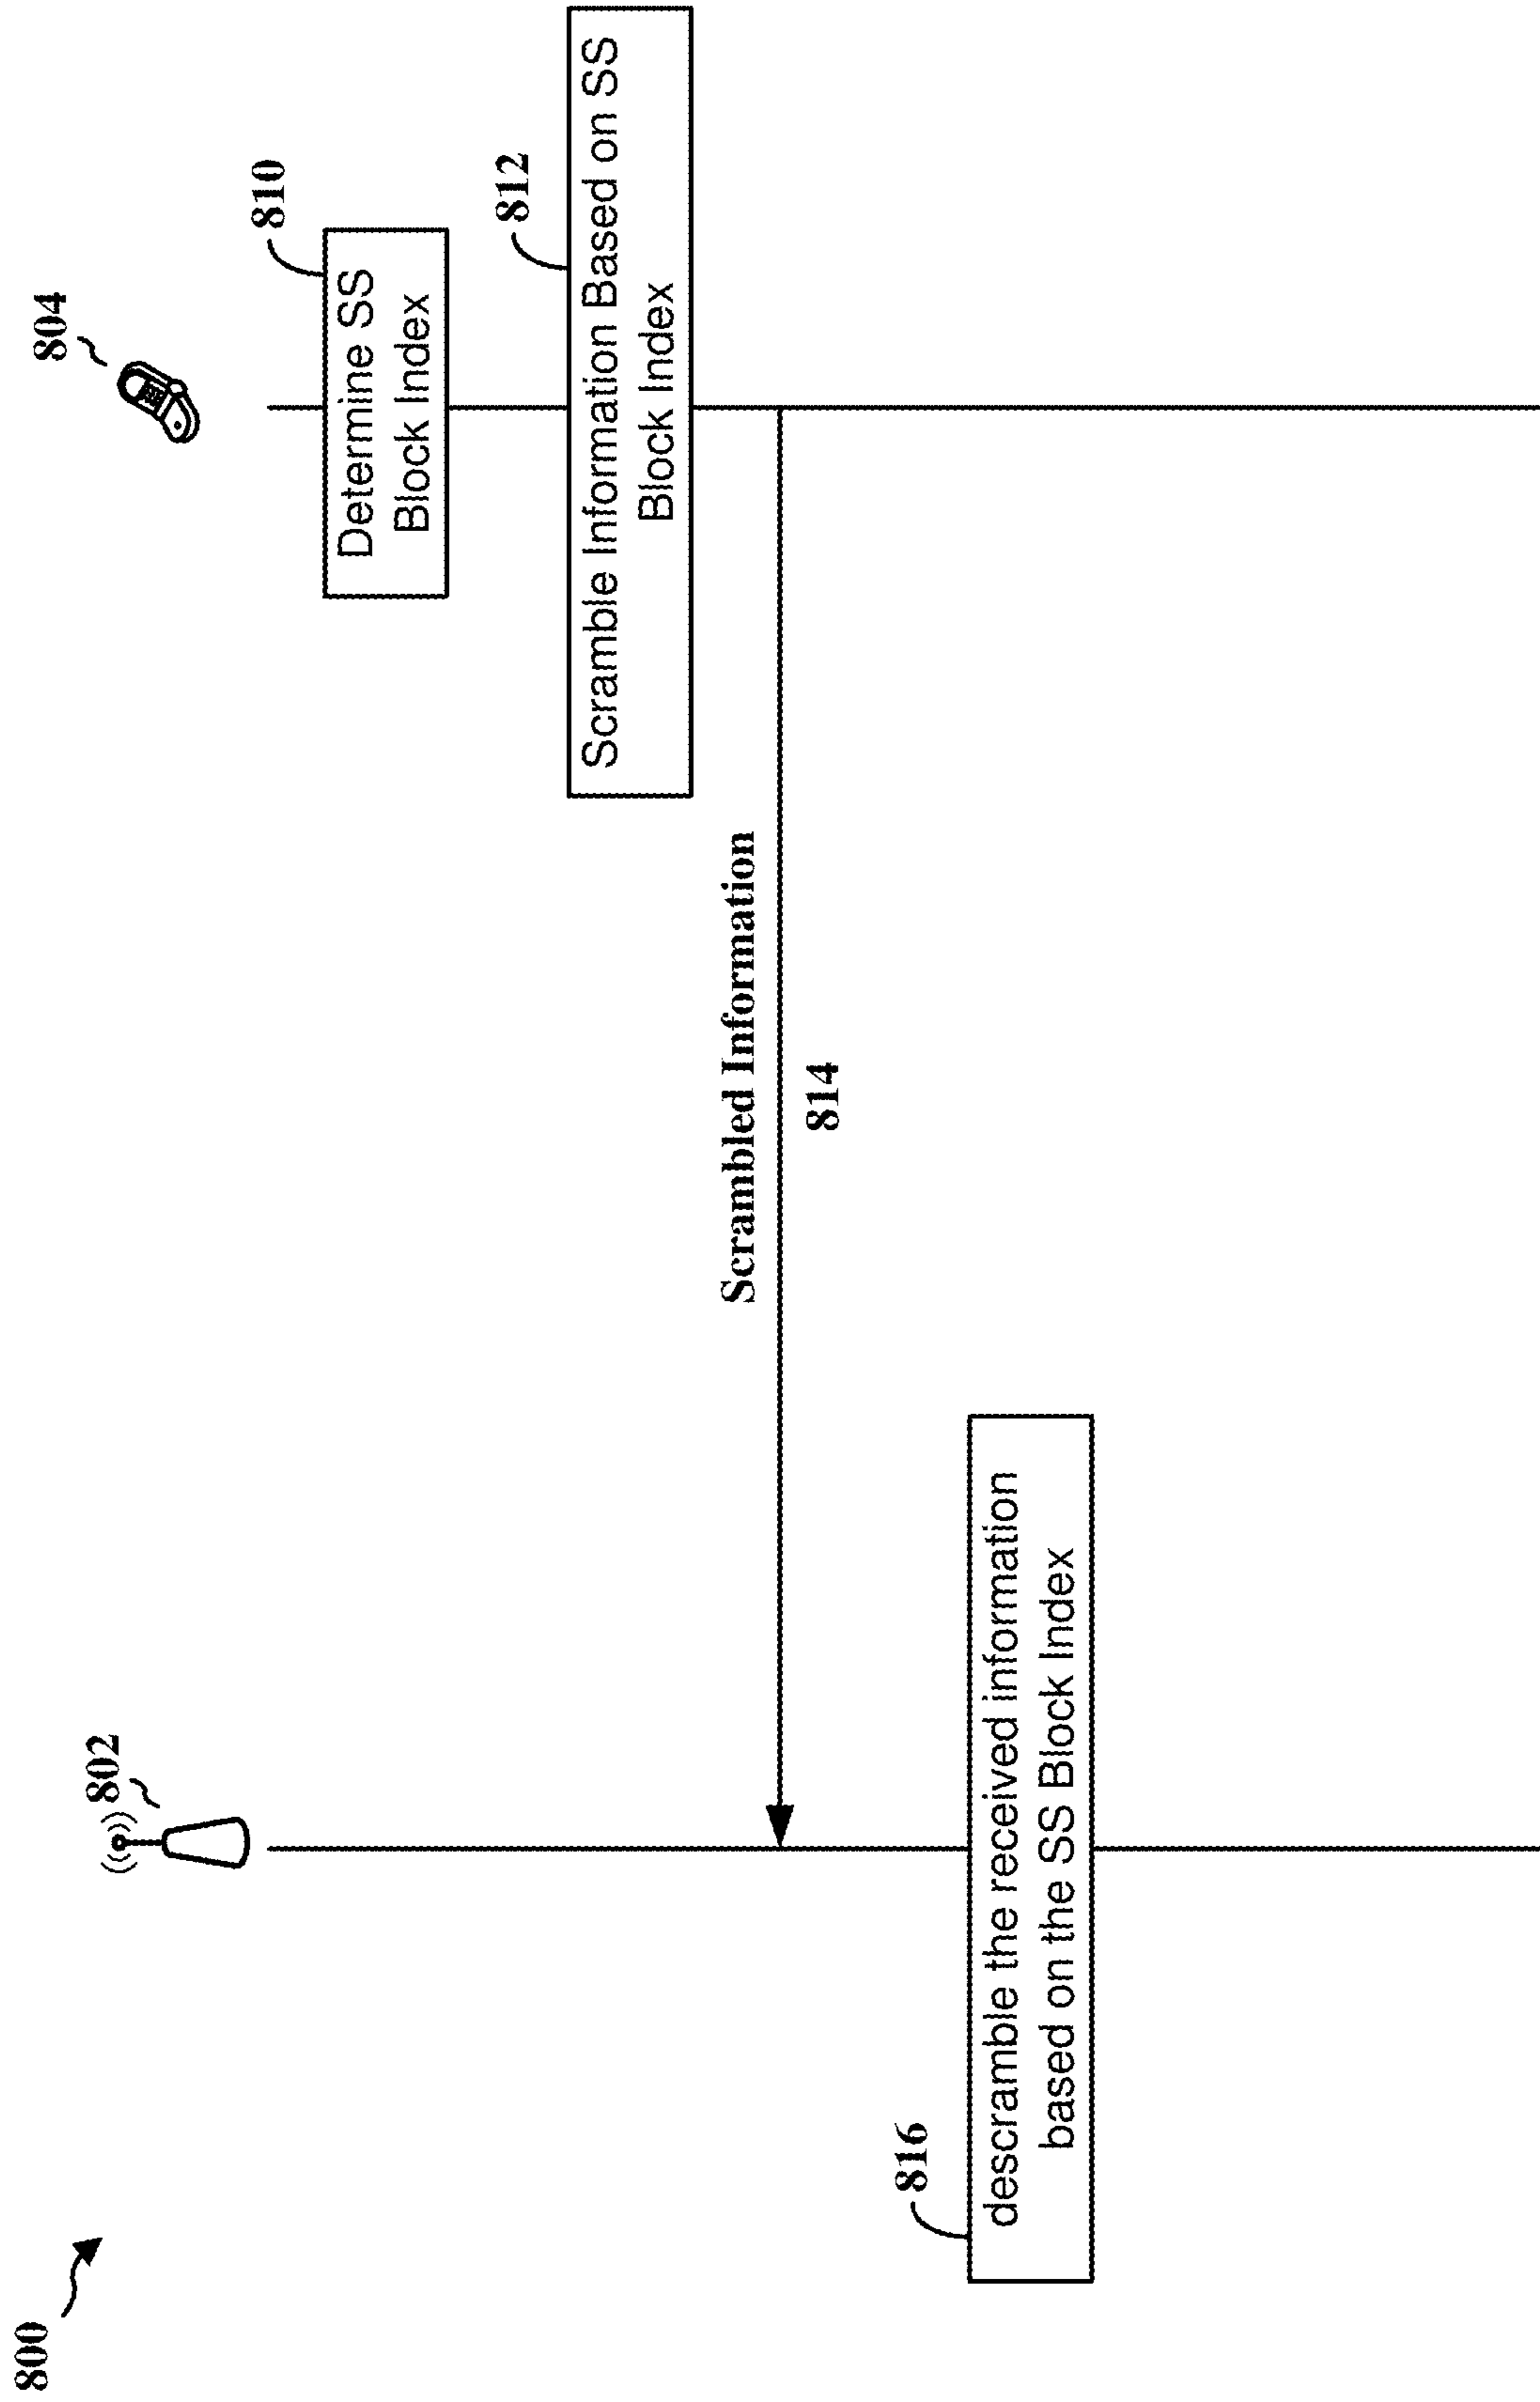 800
802
804
810
Determine SS
Block Index
812
Scramble Information Based on SS
Block Index
Scrambled Information
814
816
descramble the received information
based on the SS Block Index